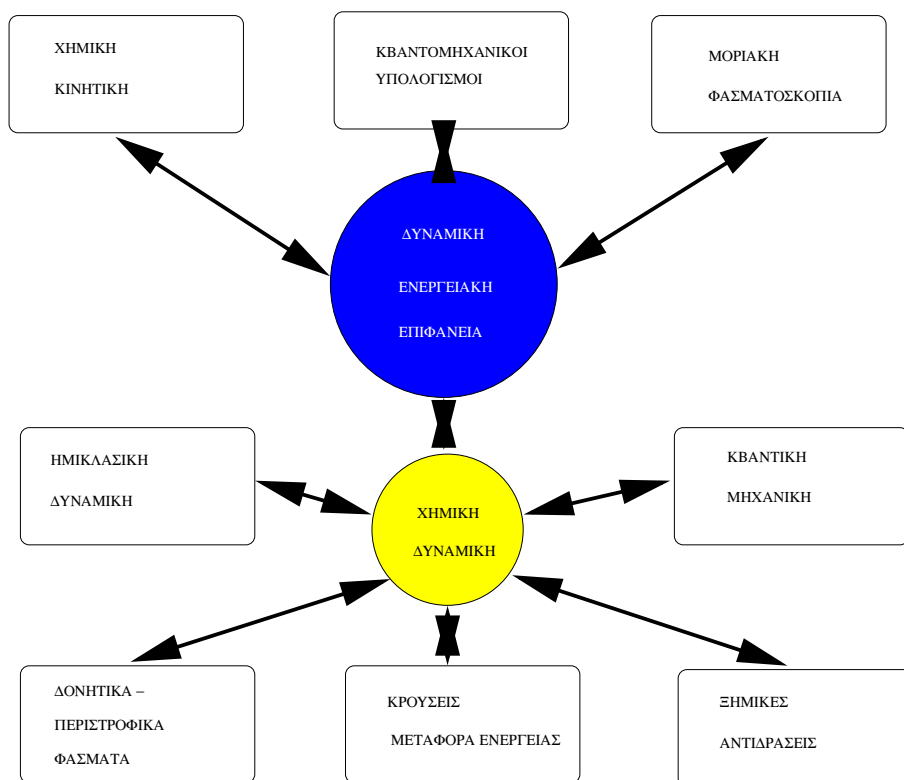 ΧΗΜΙΚΗ
ΚΙΝΗΤΙΚΗ
ΚΒΑΝΤΟΜΗΧΑΝΙΚΟΙ
ΥΠΟΛΟΓΙΣΜΟΙ
ΜΟΡΙΑΚΗ
ΦΑΣΜΑΤΟΣΚΟΠΙΑ
ΔΥΝΑΜΙΚΗ
ΕΝΕΡΓΕΙΑΚΗ
ΕΠΙΦΑΝΕΙΑ
ΗΜΙΚΛΑΣΙΚΗ
ΔΥΝΑΜΙΚΗ
ΧΗΜΙΚΗ
ΔΥΝΑΜΙΚΗ
ΚΒΑΝΤΙΚΗ
ΜΗΧΑΝΙΚΗ
ΔΟΝΗΤΙΚΑ –
ΠΕΡΙΣΤΡΟΦΙΚΑ
ΦΑΣΜΑΤΑ
ΚΡΟΥΣΕΙΣ
ΜΕΤΑΦΟΡΑ ΕΝΕΡΓΕΙΑΣ
ΞΗΜΙΚΕΣ
ΑΝΤΙΔΡΑΣΕΙΣ